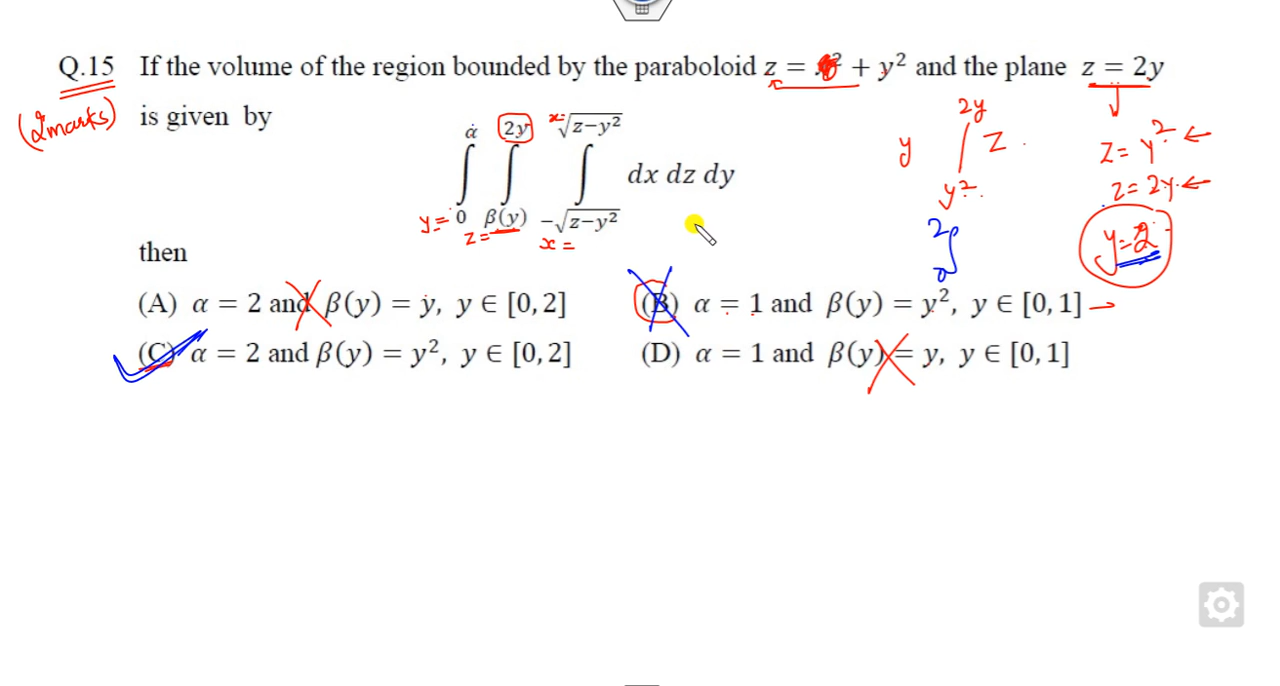 Q.15 If the volume of the region bounded by the paraboloid z = x² + y² and the plane z = 2y
(2marks) is given by
α 2y x= √z−y²
∫ ∫ ∫ dx dz dy
y= 0 z= β(y) x= −√z−y²
2y
y ∫ z
y²
z = y²
z = 2y
y = 2
2
0
then
(A) α = 2 and β(y) = y, y ∈ [0, 2] (B) α = 1 and β(y) = y², y ∈ [0, 1]
(C) α = 2 and β(y) = y², y ∈ [0, 2] (D) α = 1 and β(y) = y, y ∈ [0, 1]